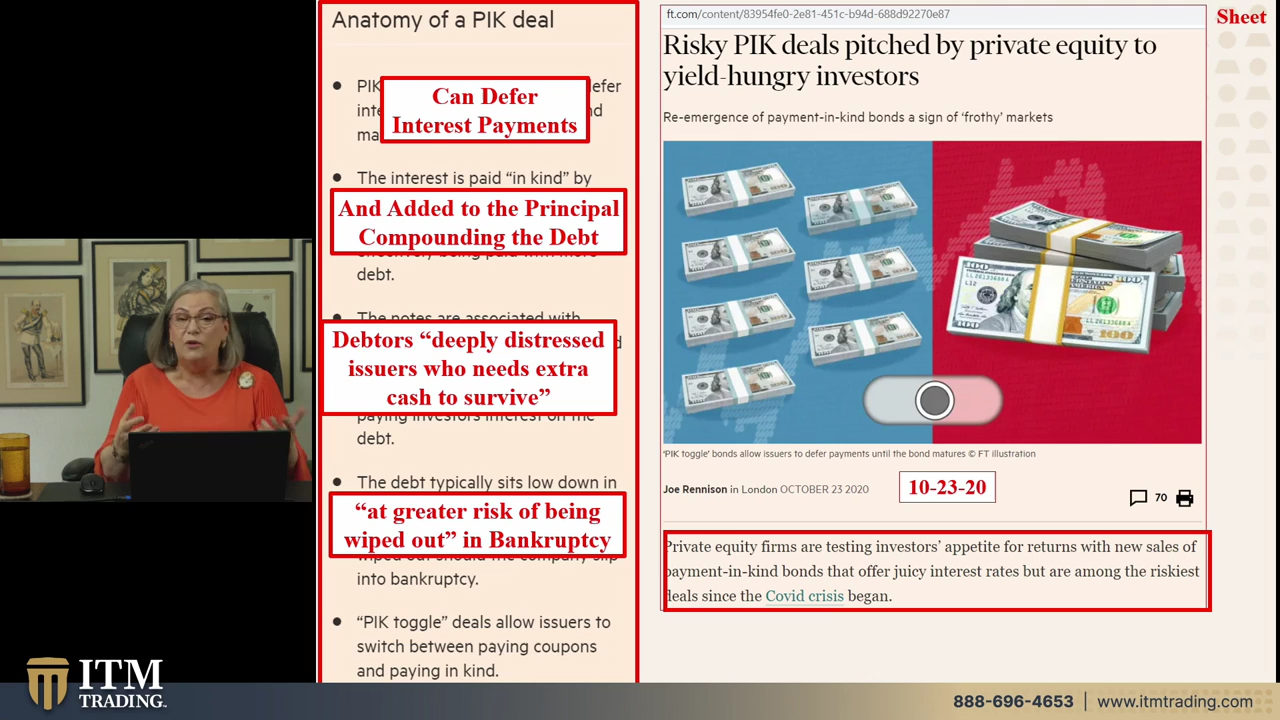 Anatomy of a PIK deal
PIK
efer
inte
nd
ma
Can Defer
Interest Payments
The interest is paid “in kind” by
And Added to the Principal
Compounding the Debt
debt.
The notes are associated with
Debtors “deeply distressed
issuers who needs extra
cash to survive”
paying investors interest on the
debt.
The debt typically sits low down in
“at greater risk of being
wiped out” in Bankruptcy
wiped out should the company slip
into bankruptcy.
“PIK toggle” deals allow issuers to
switch between paying coupons
and paying in kind.
ft.com/content/83954fe0-2e81-451c-b94d-688d92270e87
Sheet
Risky PIK deals pitched by private equity to
yield-hungry investors
Re-emergence of payment-in-kind bonds a sign of ‘frothy’ markets
‘PIK toggle’ bonds allow issuers to defer payments until the bond matures © FT illustration
Joe Rennison in London OCTOBER 23 2020
10-23-20
70
Private equity firms are testing investors’ appetite for returns with new sales of
payment-in-kind bonds that offer juicy interest rates but are among the riskiest
deals since the Covid crisis began.
ITM
TRADING
888-696-4653 | www.itmtrading.com